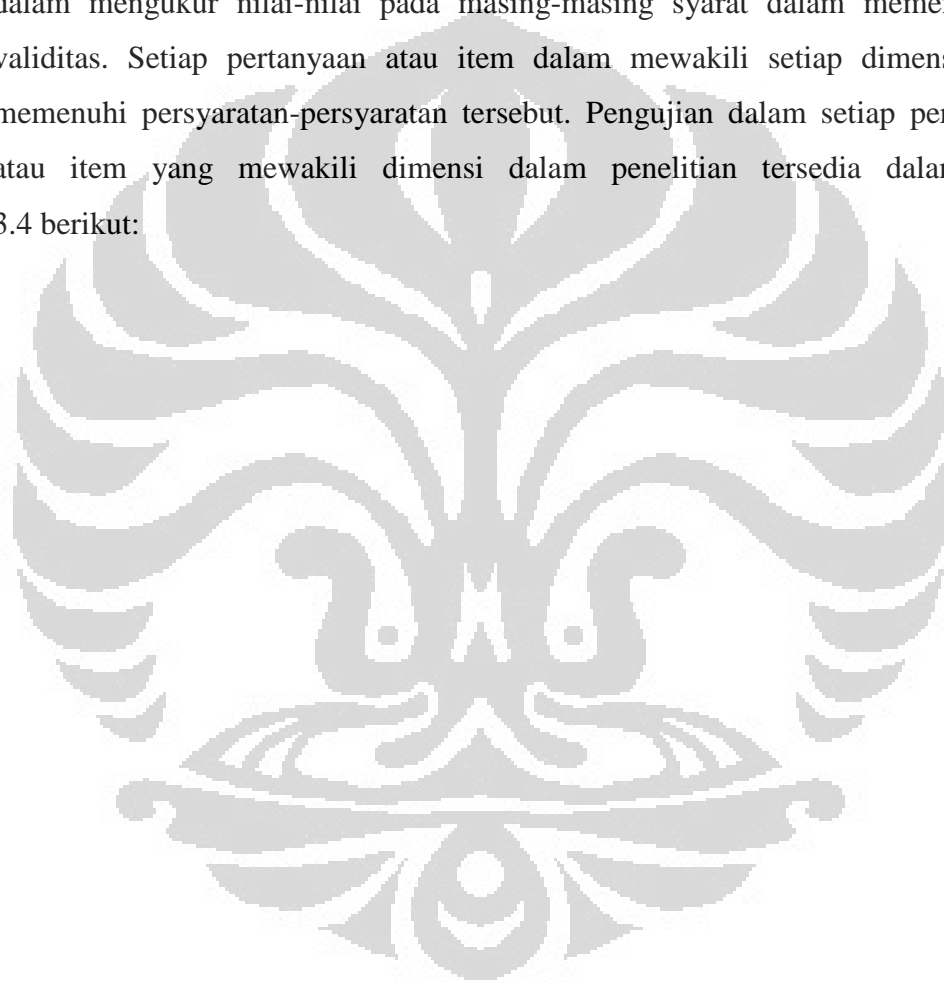 dalam mengukur nilai-nilai pada masing-masing syarat dalam
validitas. Setiap pertanyaan atau item dalam mewakili setiap
memenuhi persyaratan-persyaratan tersebut. Pengujian dalam setiap
atau item yang mewakili dimensi dalam penelitian tersedia
3.4 berikut: